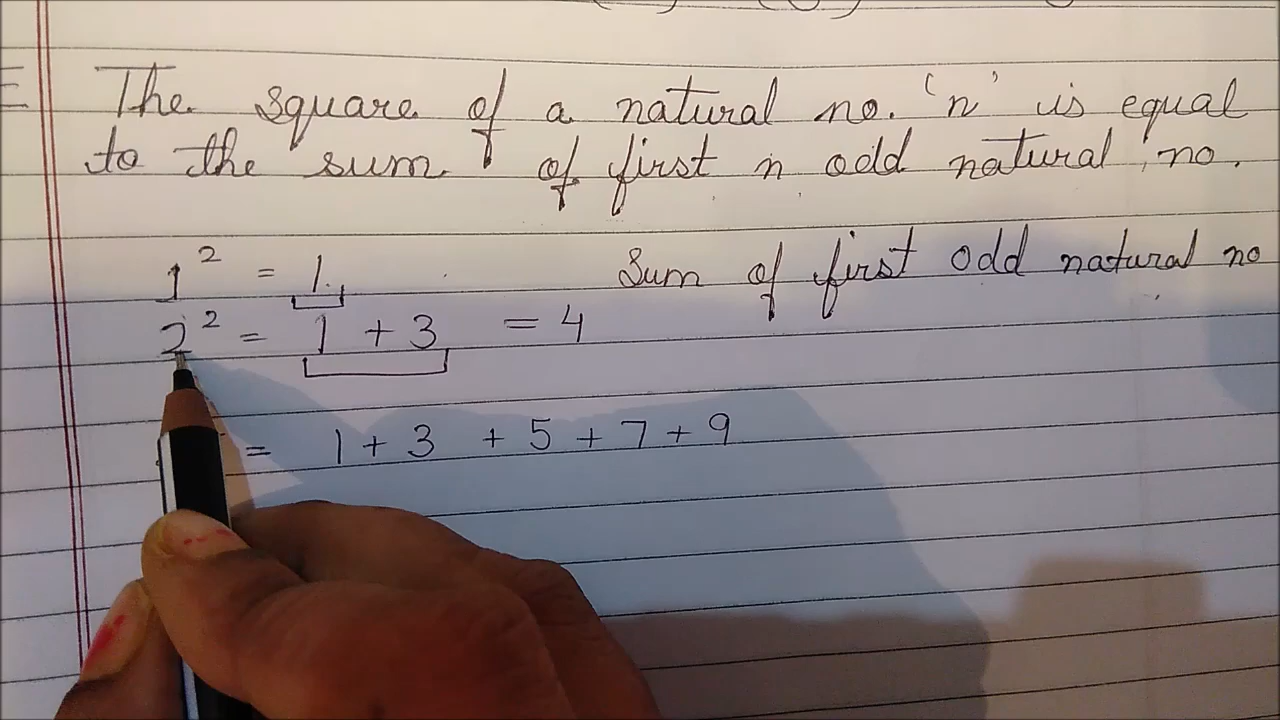 The square of a natural no. 'n' is equal
to the sum of first n odd natural no.
1² = 1. Sum of first odd natural no
2² = 1 + 3 = 4
= 1 + 3 + 5 + 7 + 9